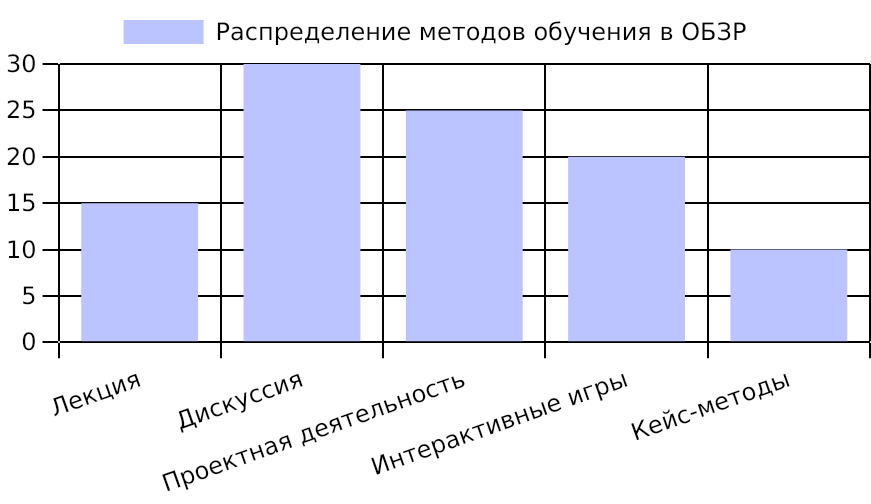 Распределение методов обучения в ОБЗР
30
25
20
15
10
5
0
Лекция
Дискуссия
Проектная деятельность
Интерактивные игры
Кейс-методы